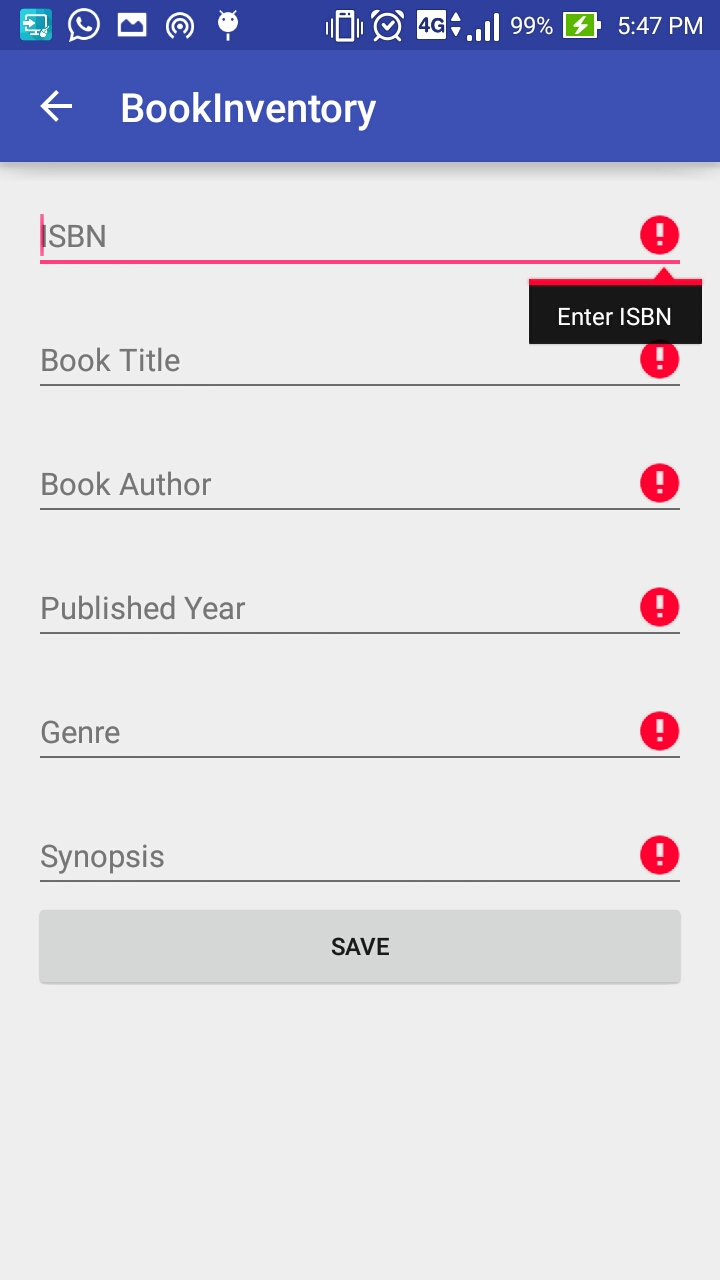 4G 99% 5:47 PM
BookInventory
ISBN
Enter ISBN
Book Title
Book Author
Published Year
Genre
Synopsis
SAVE